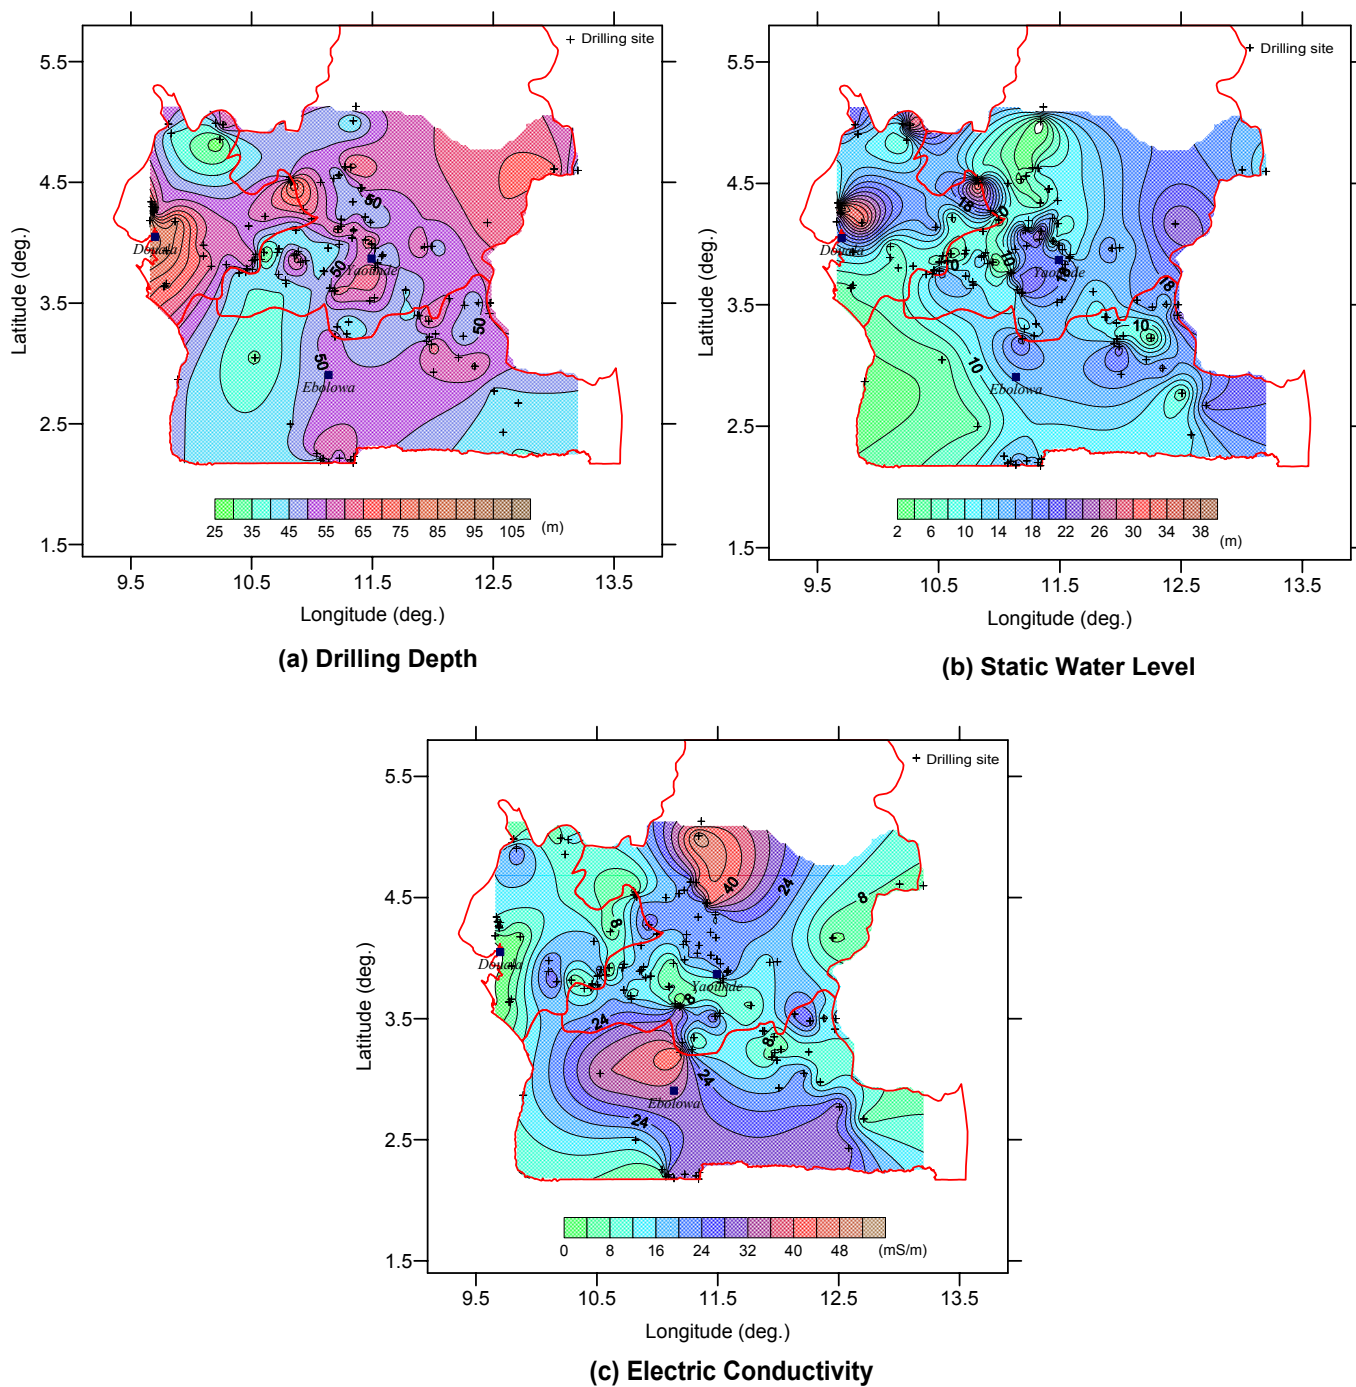 Drilling site
5.5
4.5
3.5
2.5
1.5
Latitude (deg.)
Douala
Yaounde
Ebolowa
50
50
50
50
25 35 45 55 65 75 85 95 105 (m)
9.5 10.5 11.5 12.5 13.5
Longitude (deg.)
(a) Drilling Depth
Drilling site
5.5
4.5
3.5
2.5
1.5
Latitude (deg.)
Douala
Yaounde
Ebolowa
18
10
10
10
18
10
10
2 6 10 14 18 22 26 30 34 38
(m)
9.5 10.5 11.5 12.5 13.5
Longitude (deg.)
(b) Static Water Level
Drilling site
5.5
4.5
3.5
2.5
1.5
Latitude (deg.)
Douala
Yaounde
Ebolowa
40
24
8
8
8
24
8
24
24
0 8 16 24 32 40 48 (mS/m)
9.5 10.5 11.5 12.5 13.5
Longitude (deg.)
(c) Electric Conductivity